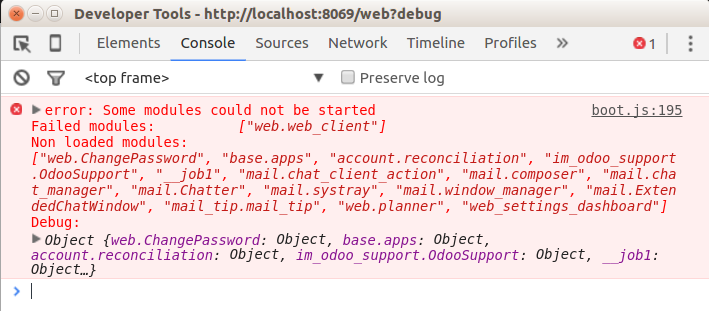 Developer Tools - http://localhost:8069/web?debug
Elements Console Sources Network Timeline Profiles » 1
<top frame> ▼ Preserve log
error: Some modules could not be started boot.js:195
Failed modules: ["web.web_client"]
Non loaded modules:
["web.ChangePassword", "base.apps", "account.reconciliation", "im_odoo_support
.OdooSupport", "__job1", "mail.chat_client_action", "mail.composer", "mail.cha
t_manager", "mail.Chatter", "mail.systray", "mail.window_manager", "mail.Exten
dedChatWindow", "mail_tip.mail_tip", "web.planner", "web_settings_dashboard"]
Debug:
Object {web.ChangePassword: Object, base.apps: Object,
account.reconciliation: Object, im_odoo_support.OdooSupport: Object, __job1:
Object…}